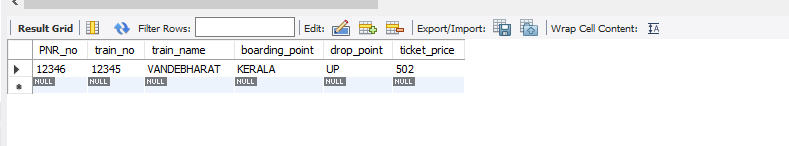 Result Grid Filter Rows: Edit: Export/Import: Wrap Cell Content: IA
PNR_no train_no train_name boarding_point drop_point ticket_price
12346 12345 VANDEBHARAT KERALA UP 502
NULL NULL NULL NULL NULL NULL